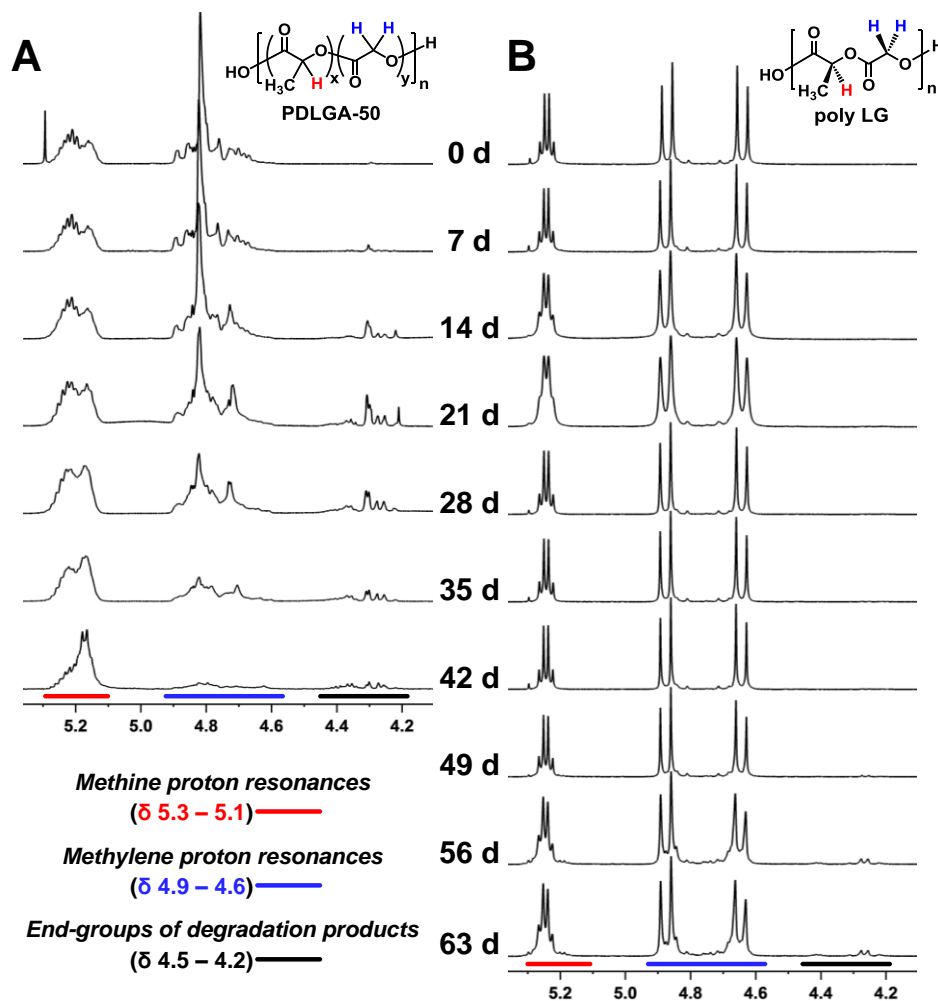 A
HO
O
O
x
H3C
H
H H
O
O
y
n
H
PDLGA-50
B
HO
O
O
H3C
H
H H
O
O
n
H
poly LG
0 d
7 d
14 d
21 d
28 d
35 d
42 d
49 d
56 d
63 d
5.2 5.0 4.8 4.6 4.4 4.2
Methine proton resonances
(δ 5.3 – 5.1)
Methylene proton resonances
(δ 4.9 – 4.6)
End-groups of degradation products
(δ 4.5 – 4.2)
5.2 5.0 4.8 4.6 4.4 4.2